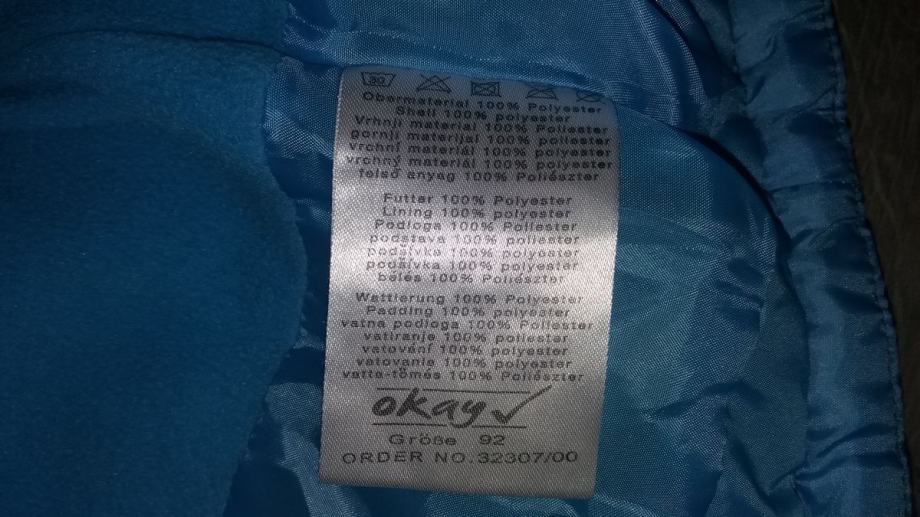 30
Obermaterial 100% Polyester
Shell 100% polyester
Vrhnji material 100% Polyester
gornji materijal 100% Poliester
vrchní materiál 100% polyester
vrchný materiál 100% polyester
felső anyag 100% Poliészter
Futter 100% Polyester
Lining 100% polyester
Podloga 100% Poliester
podstava 100% poliester
podšívka 100% polyester
podšívka 100% polyester
bélés 100% Poliészter
Wattierung 100% Polyester
Padding 100% polyester
vatna podloga 100% Poliester
vatiranje 100% poliester
vatování 100% polyester
vatovanie 100% polyester
vatta-tömés 100% Poliészter
okay
Größe 92
ORDER NO.32307/00